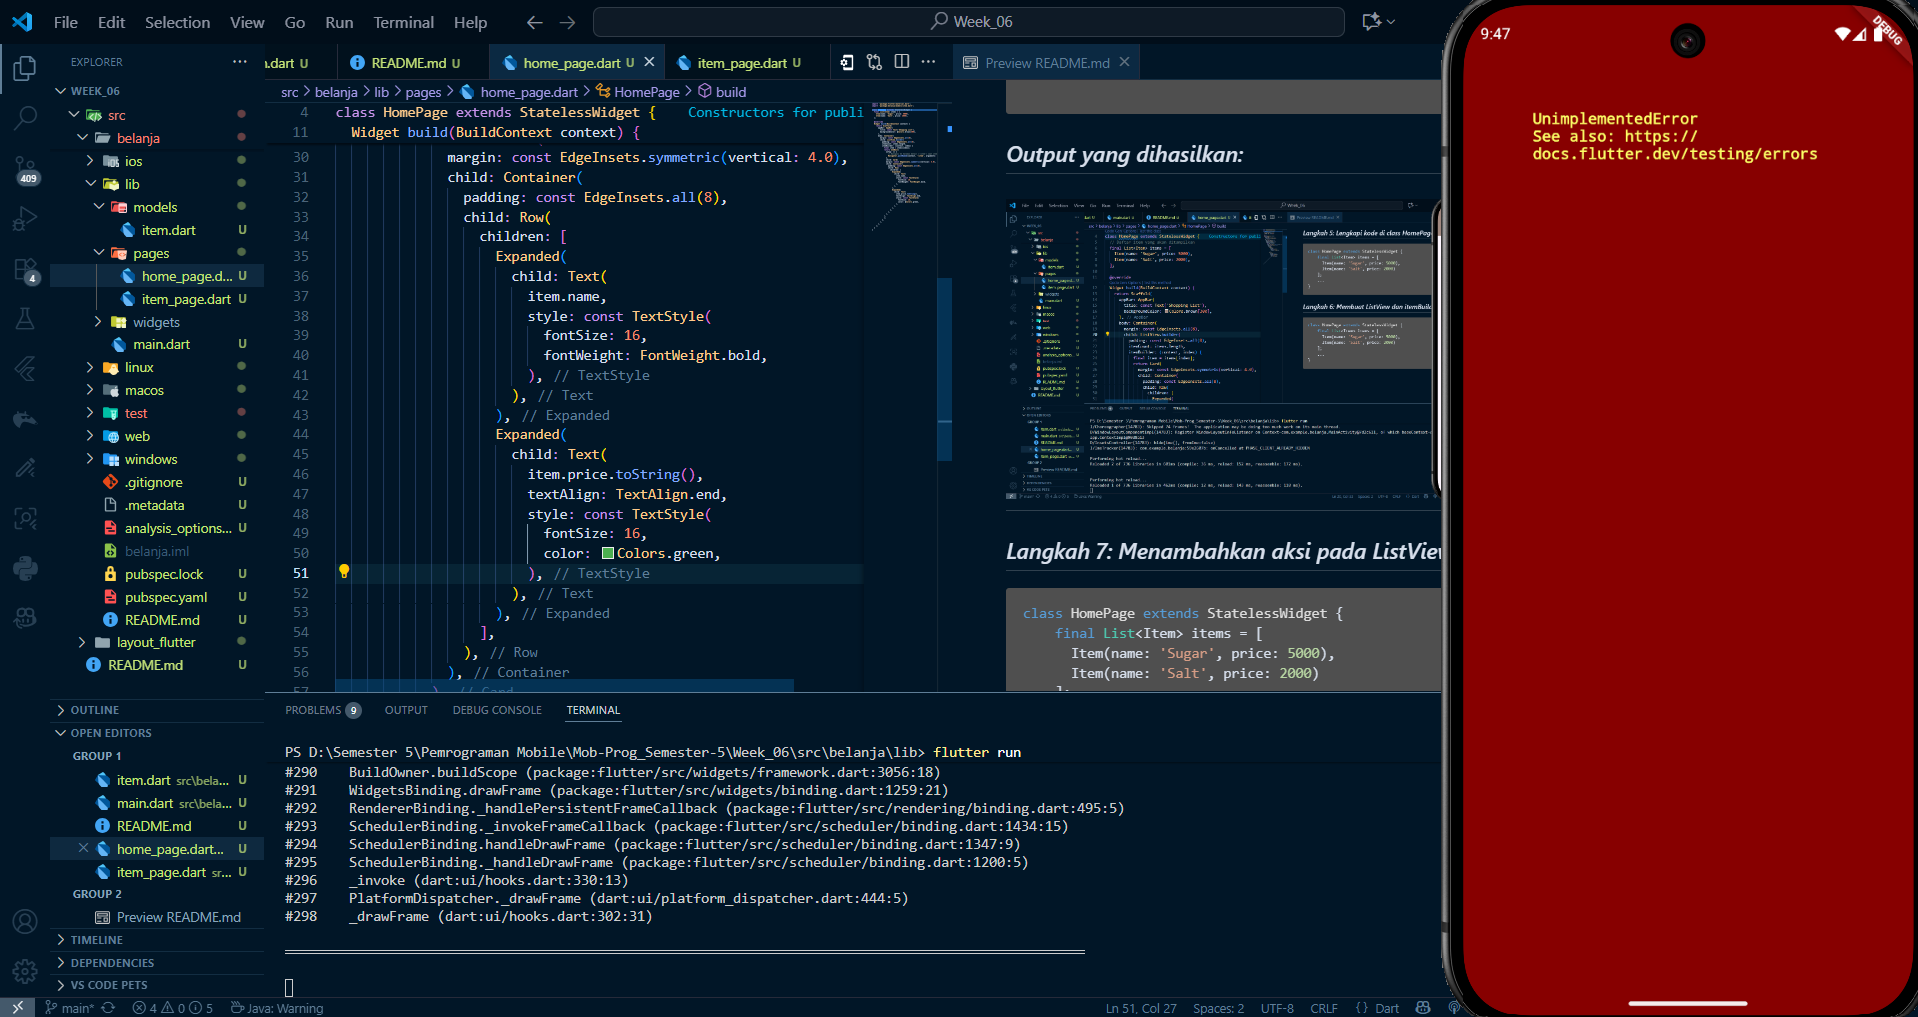 File Edit Selection View Go Run Terminal Help
Week_06
EXPLORER
WEEK_06
src
belanja
ios
lib
models
item.dart U
pages
home_page.d... U
item_page.dart U
widgets
main.dart U
linux
macos
test
web
windows
.gitignore U
.metadata U
analysis_options... U
belanja.iml
pubspec.lock U
pubspec.yaml U
README.md U
layout_flutter
README.md U
OUTLINE
OPEN EDITORS
GROUP 1
item.dart src\bela... U
main.dart src\bela... U
README.md U
home_page.dart... U
item_page.dart sr... U
GROUP 2
Preview README.md
TIMELINE
DEPENDENCIES
VS CODE PETS
409
4
n.dart U
README.md U
home_page.dart U
item_page.dart U
Preview README.md
src > belanja > lib > pages > home_page.dart > HomePage > build
4 class HomePage extends StatelessWidget { Constructors for publi
11 Widget build(BuildContext context) {
30 margin: const EdgeInsets.symmetric(vertical: 4.0),
31 child: Container(
32 padding: const EdgeInsets.all(8),
33 child: Row(
34 children: [
35 Expanded(
36 child: Text(
37 item.name,
38 style: const TextStyle(
39 fontSize: 16,
40 fontWeight: FontWeight.bold,
41 ), // TextStyle
42 ), // Text
43 ), // Expanded
44 Expanded(
45 child: Text(
46 item.price.toString(),
47 textAlign: TextAlign.end,
48 style: const TextStyle(
49 fontSize: 16,
50 color: Colors.green,
51 ), // TextStyle
52 ), // Text
53 ), // Expanded
54 ],
55 ), // Row
56 ), // Container
57 ), // Card
Output yang dihasilkan:
Langkah 5: Lengkapi kode di class HomePag
Langkah 6: Membuat ListView dan itemBuild
Langkah 7: Menambahkan aksi pada ListView
class HomePage extends StatelessWidget {
final List<Item> items = [
Item(name: 'Sugar', price: 5000),
Item(name: 'Salt', price: 2000)
];
PROBLEMS 9 OUTPUT DEBUG CONSOLE TERMINAL
PS D:\Semester 5\Pemrograman Mobile\Mob-Prog_Semester-5\Week_06\src\belanja\lib> flutter run
#290 BuildOwner.buildScope (package:flutter/src/widgets/framework.dart:3056:18)
#291 WidgetsBinding.drawFrame (package:flutter/src/widgets/binding.dart:1259:21)
#292 RendererBinding._handlePersistentFrameCallback (package:flutter/src/rendering/binding.dart:495:5)
#293 SchedulerBinding._invokeFrameCallback (package:flutter/src/scheduler/binding.dart:1434:15)
#294 SchedulerBinding.handleDrawFrame (package:flutter/src/scheduler/binding.dart:1347:9)
#295 SchedulerBinding._handleDrawFrame (package:flutter/src/scheduler/binding.dart:1200:5)
#296 _invoke (dart:ui/hooks.dart:330:13)
#297 PlatformDispatcher._drawFrame (dart:ui/platform_dispatcher.dart:444:5)
#298 _drawFrame (dart:ui/hooks.dart:302:31)
main* 4 0 5 Java: Warning
Ln 51, Col 27 Spaces: 2 UTF-8 CRLF {} Dart
9:47
DEBUG
UnimplementedError
See also: https://
docs.flutter.dev/testing/errors